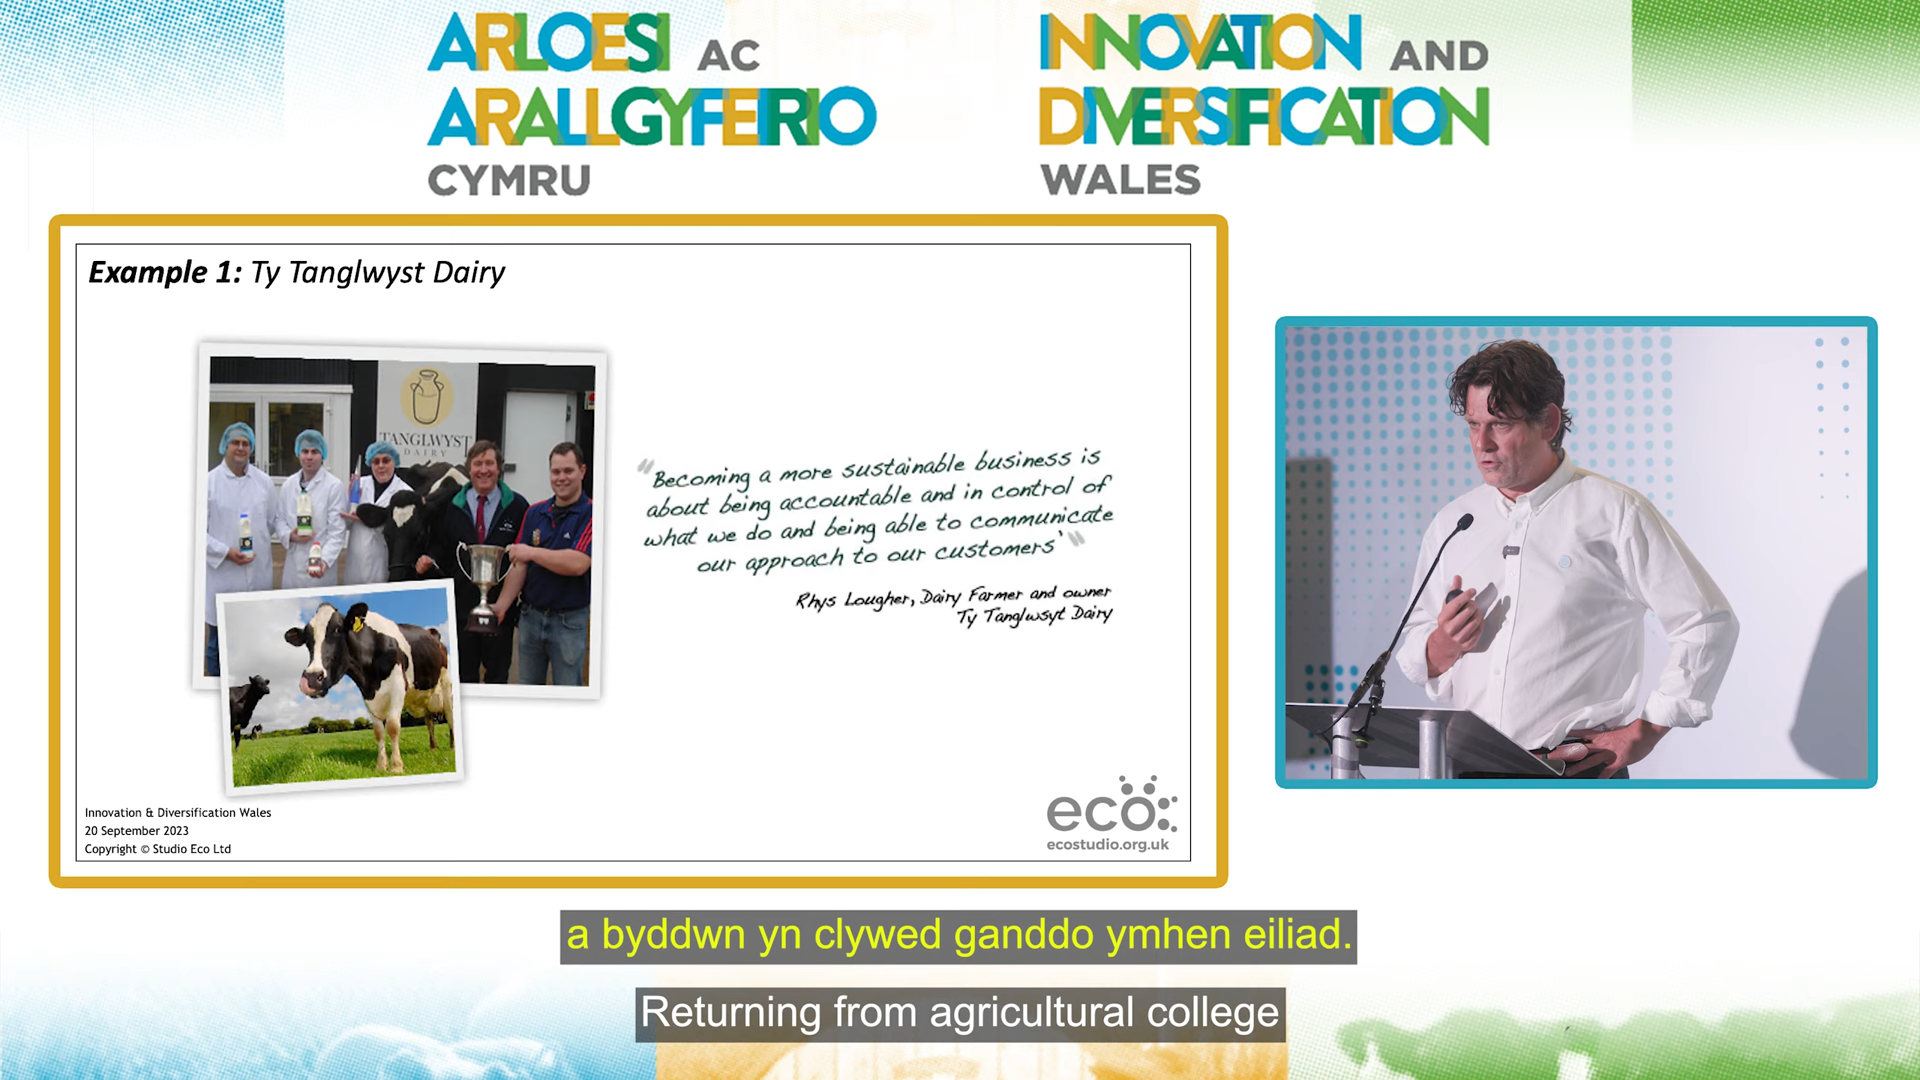 ARLOESI AC
ARALLGYFEIRIO
CYMRU
INNOVATION AND
DIVERSIFICATION
WALES
Example 1: Ty Tanglwyst Dairy
TANGLWYST
DAIRY
"Becoming a more sustainable business is
about being accountable and in control of
what we do and being able to communicate
our approach to our customers'"
Rhys Lougher, Dairy Farmer and owner
Ty Tanglwsyt Dairy
Innovation & Diversification Wales
20 September 2023
Copyright © Studio Eco Ltd
eco
ecostudio.org.uk
a byddwn yn clywed ganddo ymhen eiliad.
Returning from agricultural college